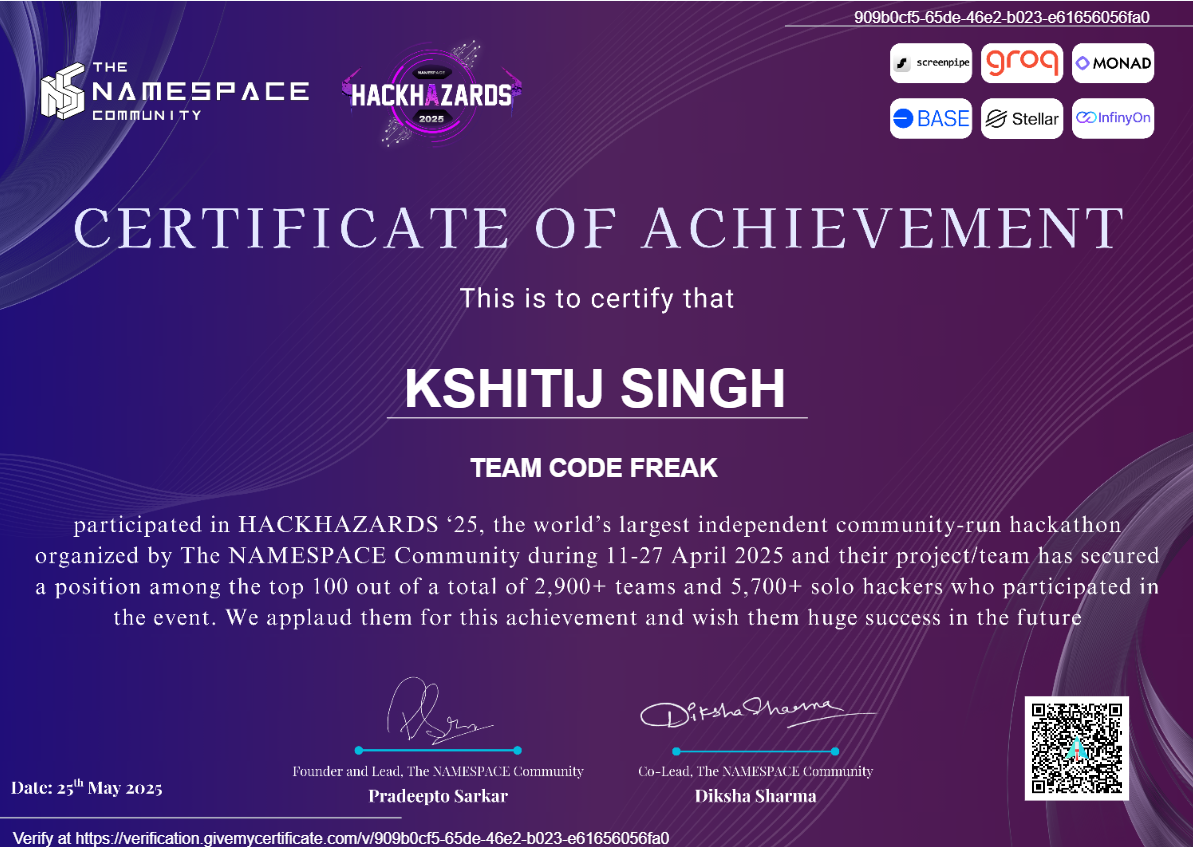 909b0cf5-65de-46e2-b023-e61656056fa0
THE
NAMESPACE
COMMUNITY
NAMESPACE
HACKHAZARDS
2025
screenpipe
groq
MONAD
BASE
Stellar
InfinyOn
CERTIFICATE OF ACHIEVEMENT
This is to certify that
KSHITIJ SINGH
TEAM CODE FREAK
participated in HACKHAZARDS ‘25, the world’s largest independent community-run hackathon
organized by The NAMESPACE Community during 11-27 April 2025 and their project/team has secured
a position among the top 100 out of a total of 2,900+ teams and 5,700+ solo hackers who participated in
the event. We applaud them for this achievement and wish them huge success in the future
Diksha Sharma
Founder and Lead, The NAMESPACE Community
Pradeepto Sarkar
Co-Lead, The NAMESPACE Community
Diksha Sharma
Date: 25th May 2025
Verify at https://verification.givemycertificate.com/v/909b0cf5-65de-46e2-b023-e61656056fa0